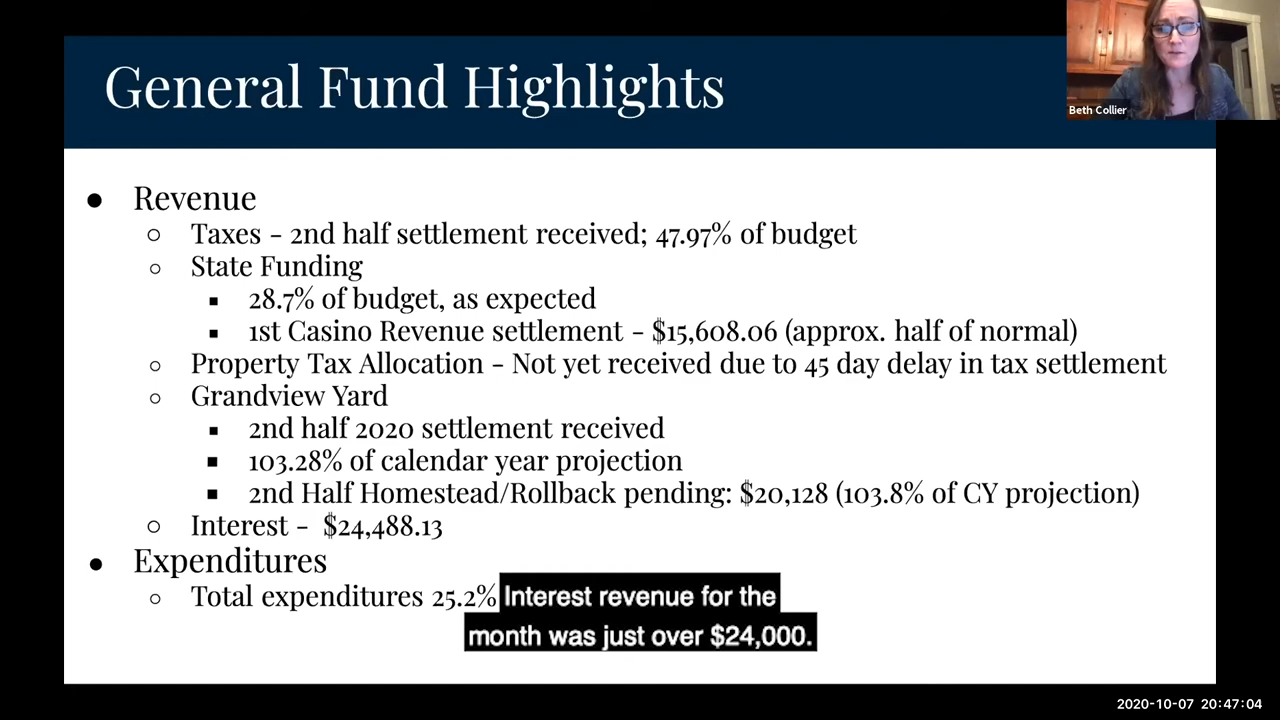 General Fund Highlights
Beth Collier
● Revenue
○ Taxes - 2nd half settlement received; 47.97% of budget
○ State Funding
▪ 28.7% of budget, as expected
▪ 1st Casino Revenue settlement - $15,608.06 (approx. half of normal)
○ Property Tax Allocation - Not yet received due to 45 day delay in tax settlement
○ Grandview Yard
▪ 2nd half 2020 settlement received
▪ 103.28% of calendar year projection
▪ 2nd Half Homestead/Rollback pending: $20,128 (103.8% of CY projection)
○ Interest - $24,488.13
● Expenditures
○ Total expenditures 25.2%
Interest revenue for the
month was just over $24,000.
2020-10-07 20:47:04